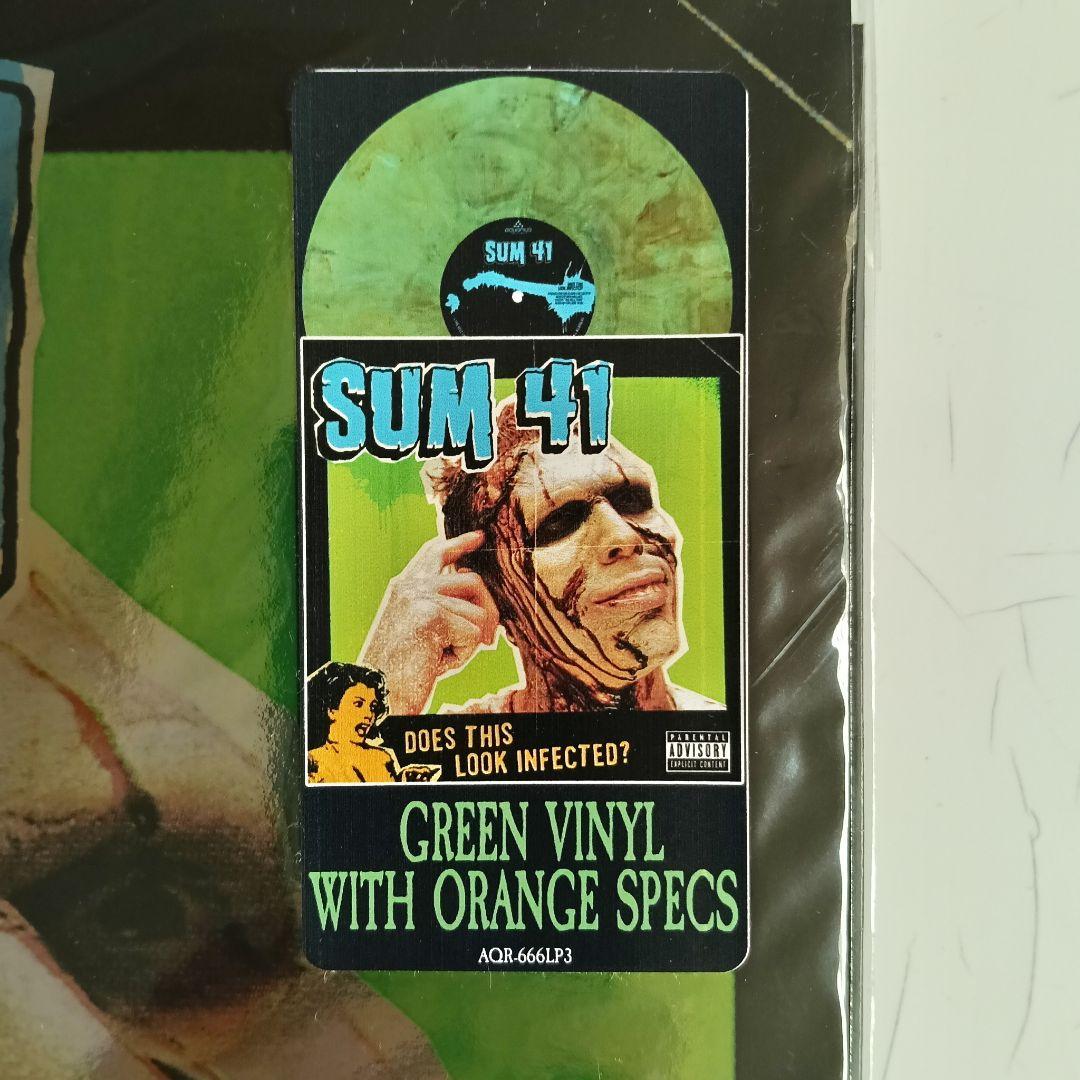 SUM 41
SUM 41
DOES THIS
LOOK INFECTED?
PARENTAL
ADVISORY
EXPLICIT CONTENT
GREEN VINYL
WITH ORANGE SPECS
AQR-666LP3